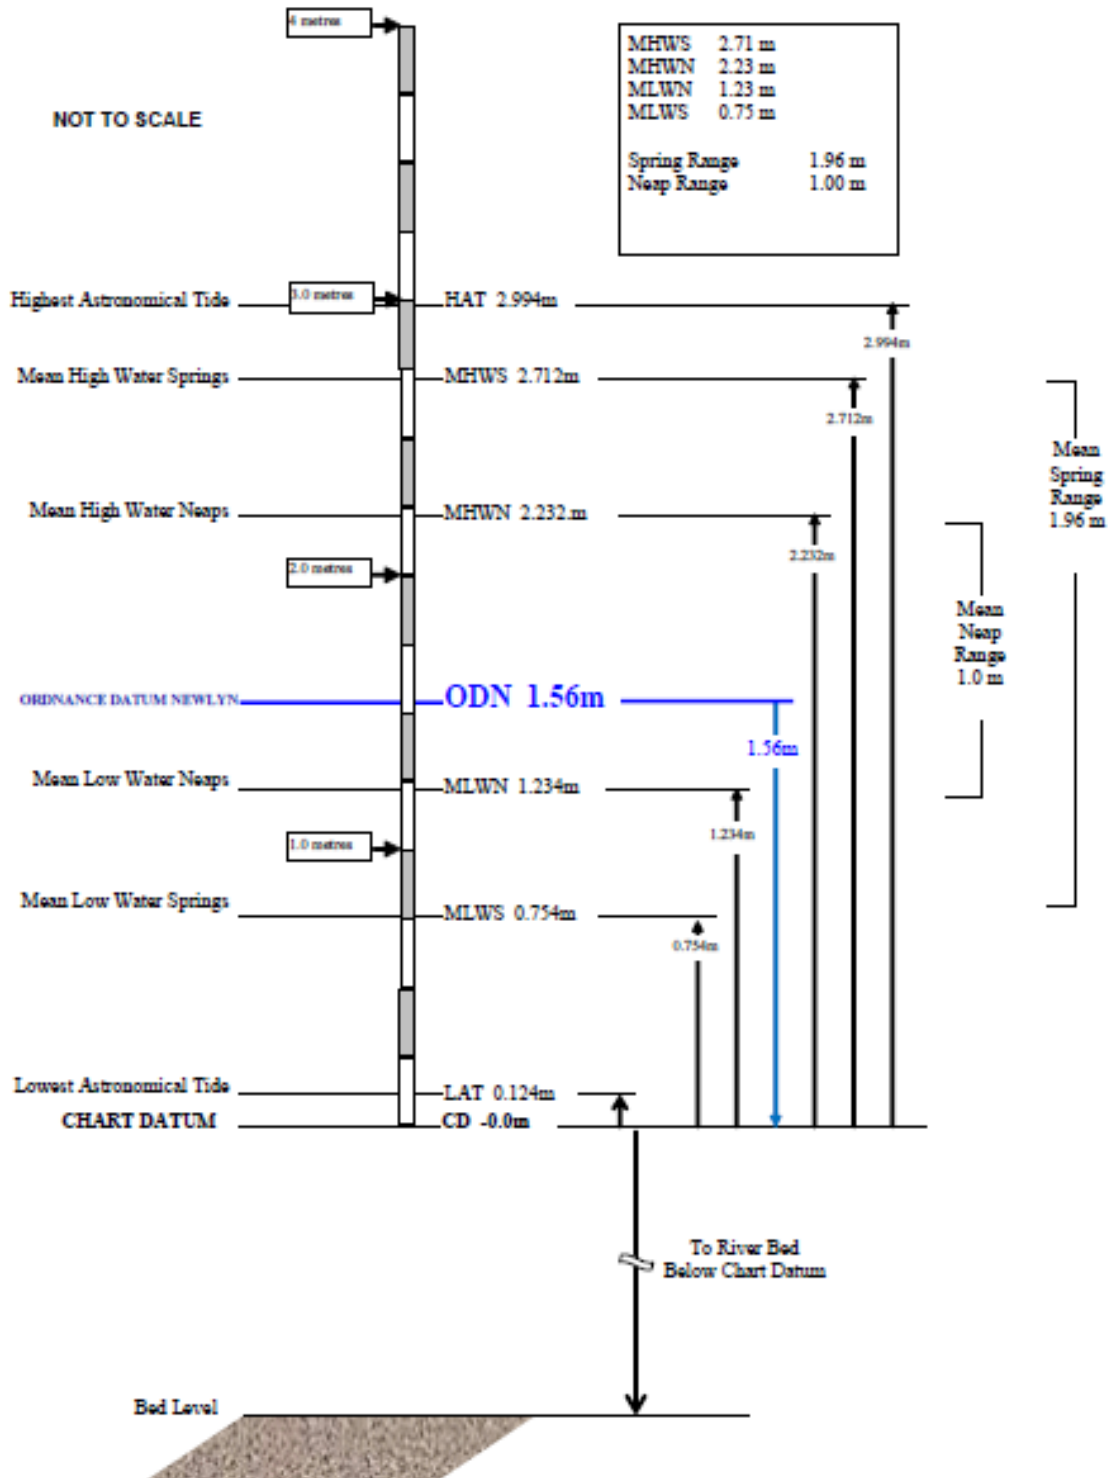 4 metres
MHWS 2.71 m
MHWN 2.23 m
MLWN 1.23 m
MLWS 0.75 m
Spring Range 1.96 m
Neap Range 1.00 m
NOT TO SCALE
Highest Astronomical Tide
3.0 metres
HAT 2.994m
2.994m
Mean High Water Springs
MHWS 2.712m
2.712m
Mean
Spring
Range
1.96 m
Mean High Water Neaps
MHWN 2.232.m
2.232m
2.0 metres
Mean
Neap
Range
1.0 m
ORDNANCE DATUM NEWLYN
ODN 1.56m
1.56m
Mean Low Water Neaps
MLWN 1.234m
1.234m
1.0 metres
Mean Low Water Springs
MLWS 0.754m
0.754m
Lowest Astronomical Tide
LAT 0.124m
CHART DATUM
CD -0.0m
To River Bed
Below Chart Datum
Bed Level